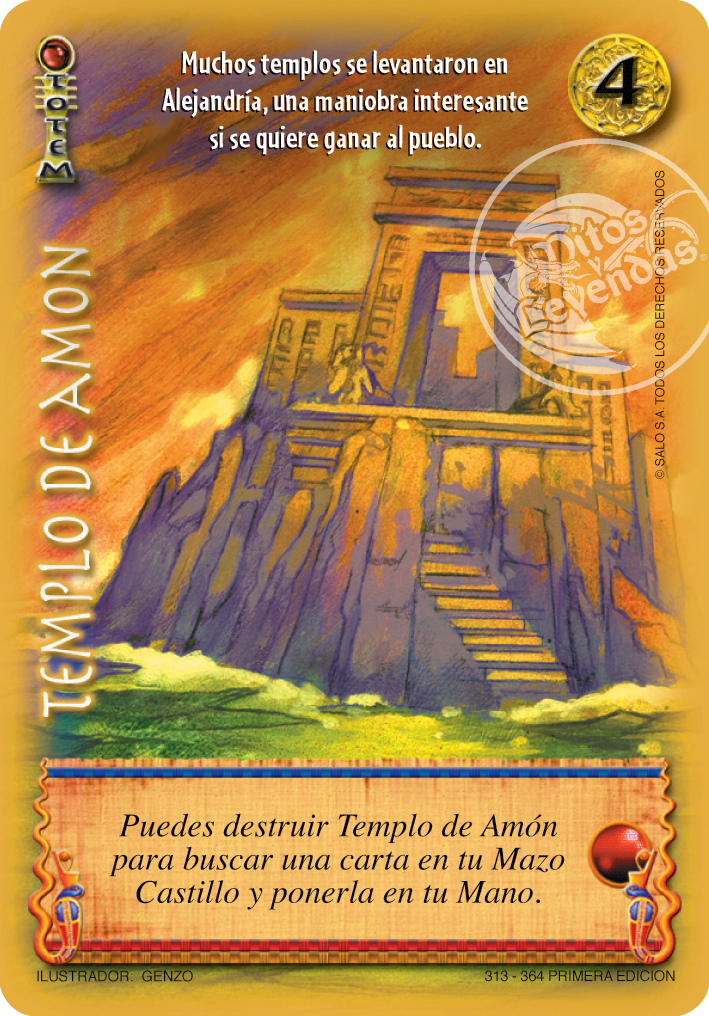 TOTEM
Muchos templos se levantaron en
Alejandría, una maniobra interesante
si se quiere ganar al pueblo.
4
Mitos
y
Leyendas
©
© SALO S.A. TODOS LOS DERECHOS RESERVADOS
TEMPLO DE AMON
Puedes destruir Templo de Amón
para buscar una carta en tu Mazo
Castillo y ponerla en tu Mano.
ILUSTRADOR: GENZO
313 - 364 PRIMERA EDICION